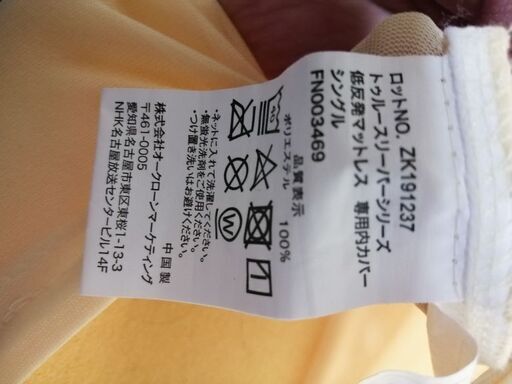 ロットNO. ZK191237
トゥルースリーパーシリーズ
低反発マットレス 専用内カバー
シングル
FN003469
品質表示
ポリエステル 100%
40
W
・ネットに入れて洗濯してください。
・無蛍光洗剤をご使用ください。
・つけ置き洗いはお避けください。
中国製
株式会社オークローンマーケティング
〒461-0005
愛知県名古屋市東区東桜1-13-3
NHK名古屋放送センタービル14F